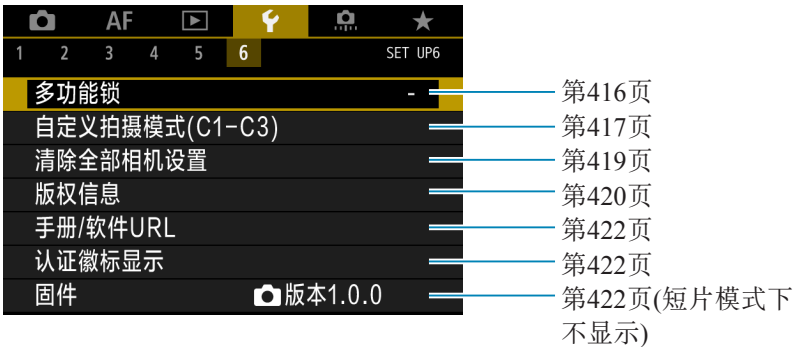 AF
1 2 3 4 5 6 SET UP6
多功能锁 - 第416页
自定义拍摄模式(C1-C3) 第417页
清除全部相机设置 第419页
版权信息 第420页
手册/软件URL 第422页
认证徽标显示 第422页
固件 版本1.0.0 第422页(短片模式下
不显示)